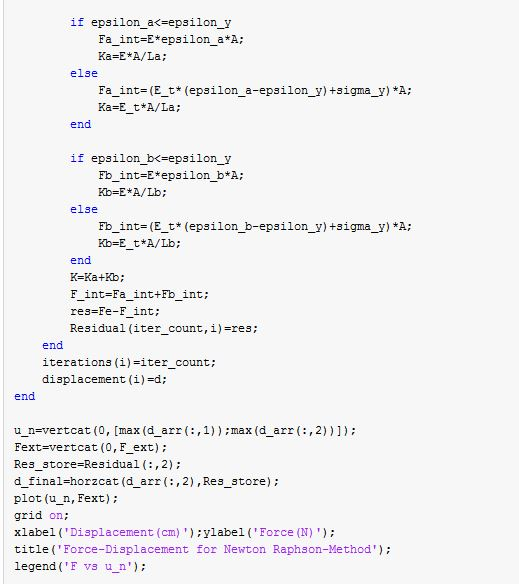 if epsilon_a<=epsilon_y
Fa_int=E*epsilon_a*A;
Ka=E*A/La;
else
Fa_int=(E_t*(epsilon_a-epsilon_y)+sigma_y)*A;
Ka=E_t*A/La;
end
if epsilon_b<=epsilon_y
Fb_int=E*epsilon_b*A;
Kb=E*A/Lb;
else
Fb_int=(E_t*(epsilon_b-epsilon_y)+sigma_y)*A;
Kb=E_t*A/Lb;
end
K=Ka+Kb;
F_int=Fa_int+Fb_int;
res=Fe-F_int;
Residual(iter_count,i)=res;
end
iterations(i)=iter_count;
displacement(i)=d;
end
u_n=vertcat(0,[max(d_arr(:,1));max(d_arr(:,2))]);
Fext=vertcat(0,F_ext);
Res_store=Residual(:,2);
d_final=horzcat(d_arr(:,2),Res_store);
plot(u_n,Fext);
grid on;
xlabel('Displacement(cm)');ylabel('Force(N)');
title('Force-Displacement for Newton Raphson-Method');
legend('F vs u_n');